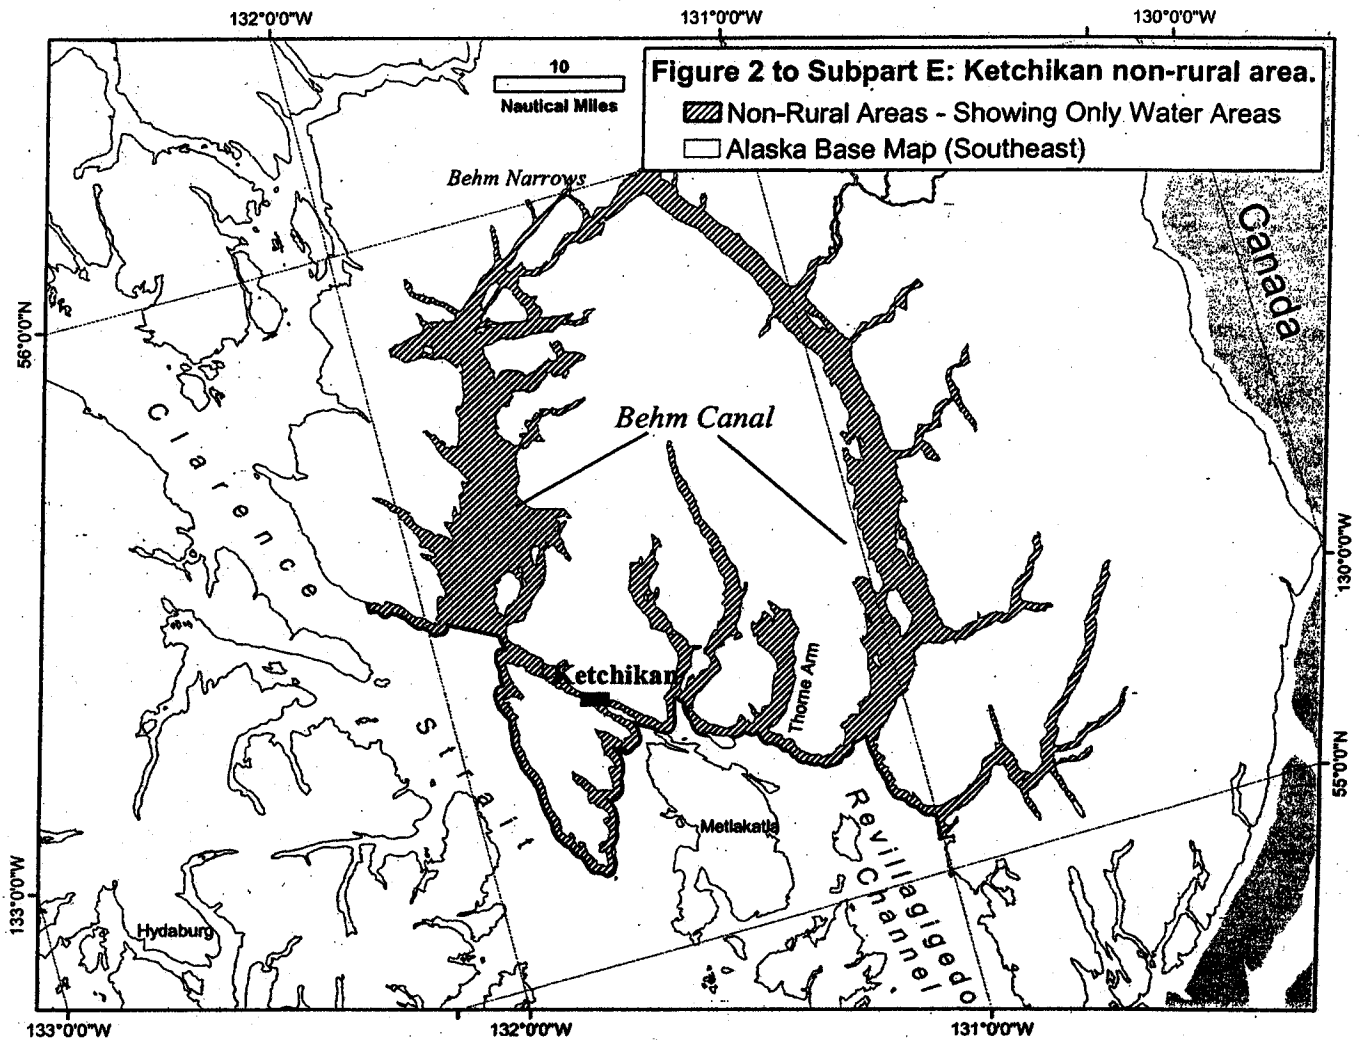 132°0'0"W
131°0'0"W
130°0'0"W
10
Nautical Miles
Figure 2 to Subpart E: Ketchikan non-rural area.
Non-Rural Areas - Showing Only Water Areas
Alaska Base Map (Southeast)
Behm Narrows
Canada
56°0'0"N
Behm Canal
Clarence
Strait
130°0'0"W
Ketchikan
Thorne Arm
55°0'0"N
Metlakatla
Revillagigedo
Channel
133°0'0"W
Hydaburg
133°0'0"W
132°0'0"W
131°0'0"W